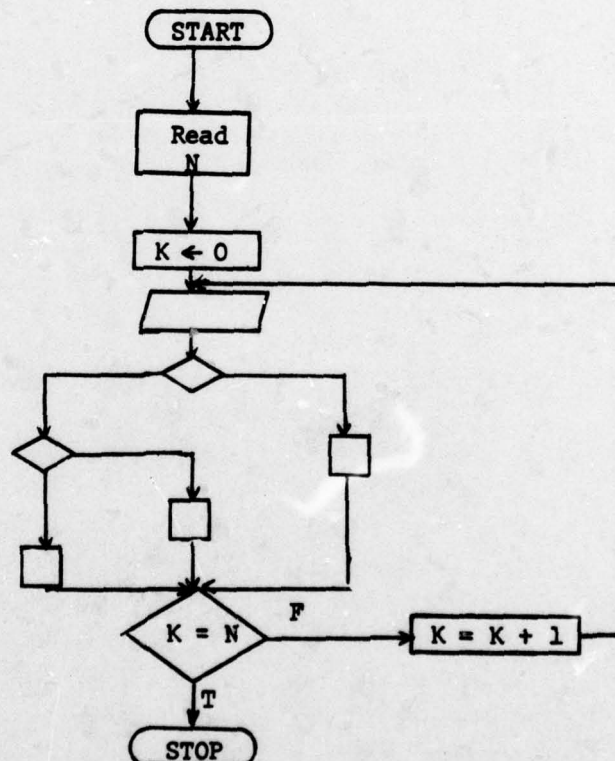 START
Read
N
K ← 0
F
K = N
K = K + 1
T
STOP